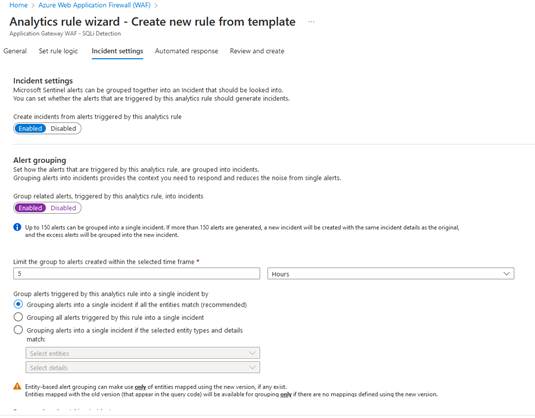 Home > Azure Web Application Firewall (WAF) >
Analytics rule wizard - Create new rule from template ...
Application Gateway WAF - SQLi Detection
General Set rule logic Incident settings Automated response Review and create
Incident settings
Microsoft Sentinel alerts can be grouped together into an Incident that should be looked into.
You can set whether the alerts that are triggered by this analytics rule should generate incidents.
Create incidents from alerts triggered by this analytics rule
Enabled Disabled
Alert grouping
Set how the alerts that are triggered by this analytics rule, are grouped into incidents.
Grouping alerts into incidents provides the context you need to respond and reduces the noise from single alerts.
Group related alerts, triggered by this analytics rule, into incidents
Enabled Disabled
Up to 150 alerts can be grouped into a single incident. If more than 150 alerts are generated, a new incident will be created with the same incident details as the original,
and the excess alerts will be grouped into the new incident.
Limit the group to alerts created within the selected time frame *
5 Hours
Group alerts triggered by this analytics rule into a single incident by
Grouping alerts into a single incident if all the entities match (recommended)
Grouping all alerts triggered by this rule into a single incident
Grouping alerts into a single incident if the selected entity types and details
match:
Select entities
Select details
Entity-based alert grouping can make use only of entities mapped using the new version, if any exist.
Entities mapped with the old version (that appear in the query code) will be available for grouping only if there are no mappings defined using the new version.